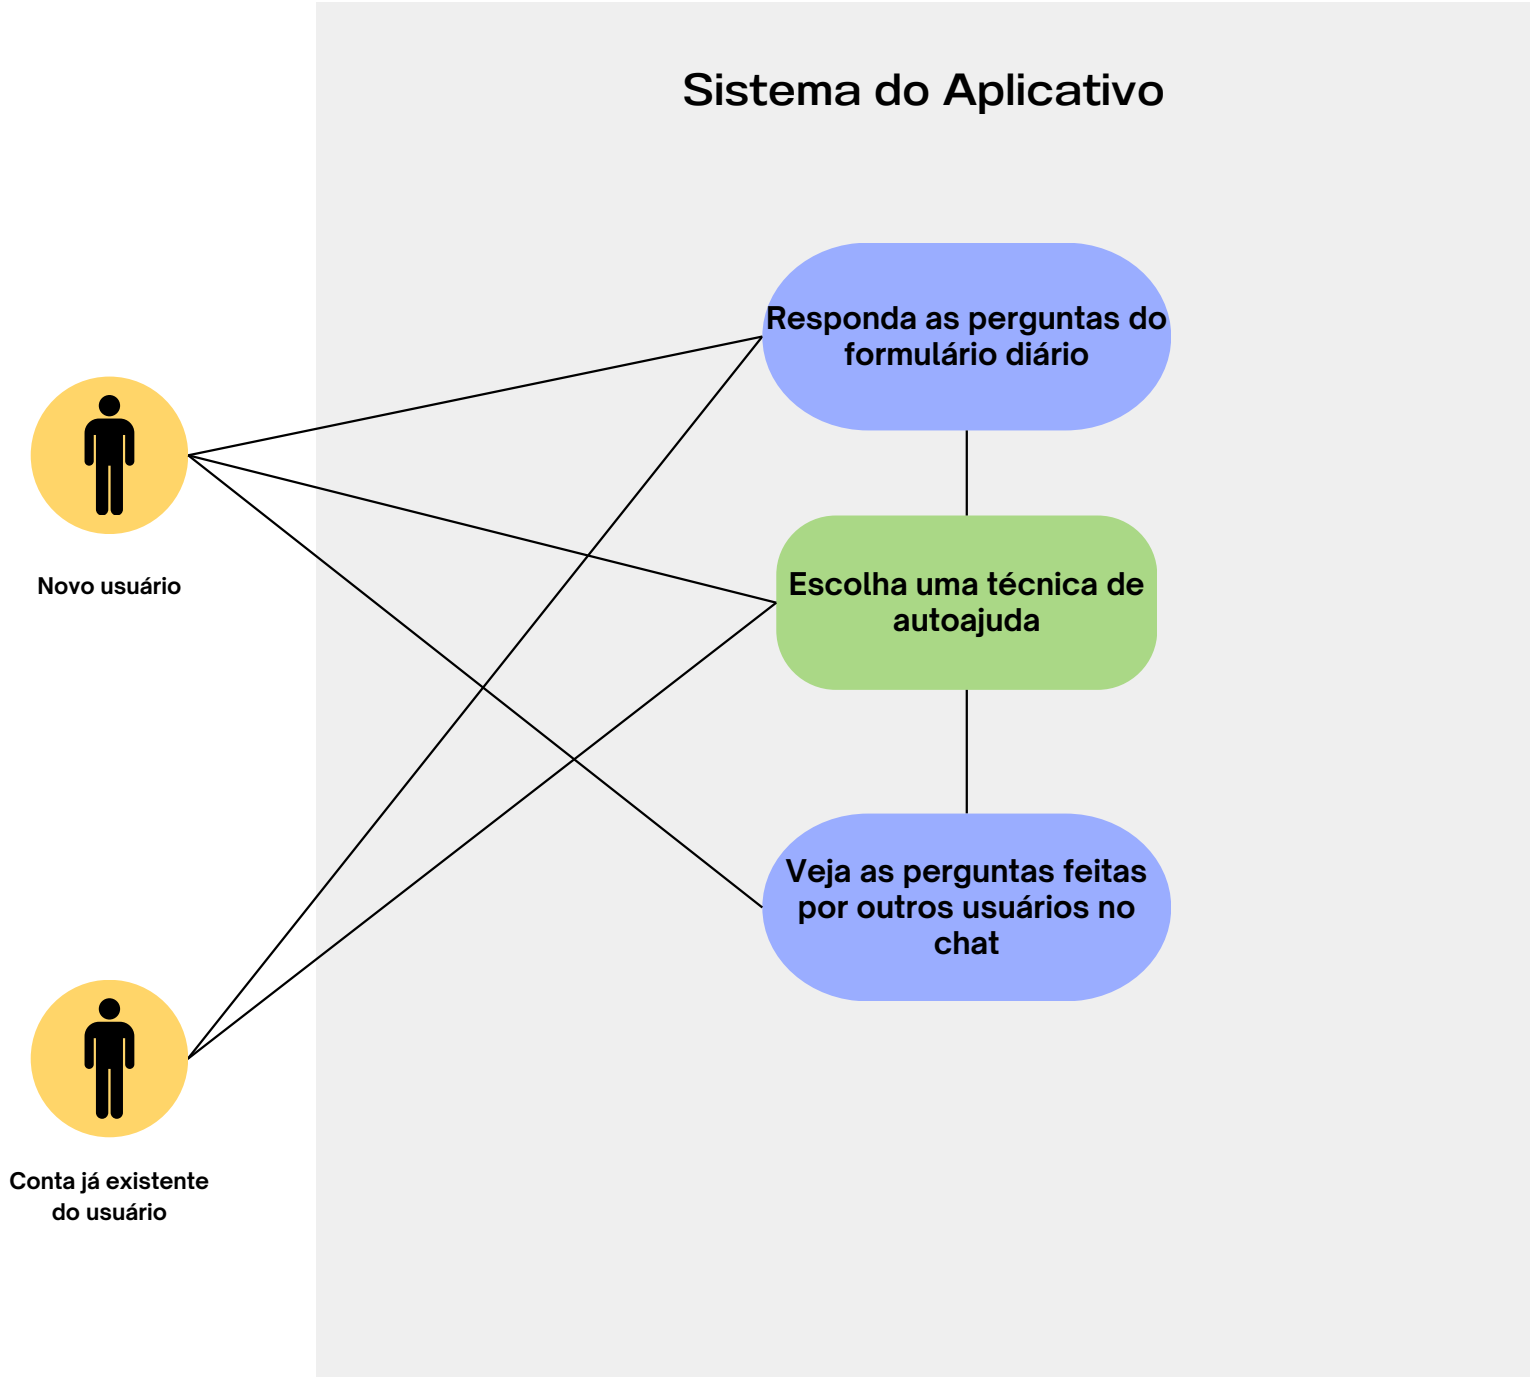 Sistema do Aplicativo
Responda as perguntas do
formulário diário
Novo usuário
Escolha uma técnica de
autoajuda
Veja as perguntas feitas
por outros usuários no
chat
Conta já existente
do usuário